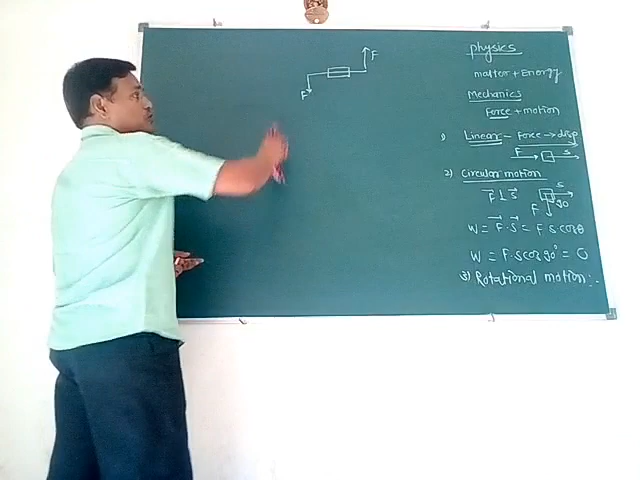 F
F
physics
matter + Energy
Mechanics
Force + motion
1) Linear - Force → disp
F S
2) Circular motion
F⃗ ⊥ S⃗ S
F 90
W = F⃗ · S⃗ = F S cosθ
W = F · S cos 90° = 0
3) Rotational motion :-